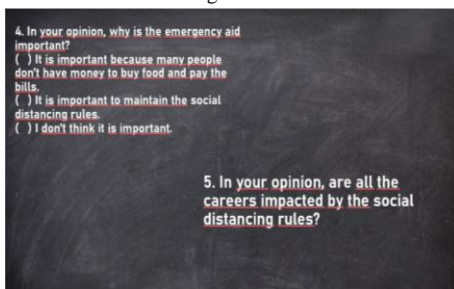 4. In your opinion, why is the emergency aid
important?
( ) It is important because many people
don't have money to buy food and pay the
bills.
( ) It is important to maintain the social
distancing rules.
( ) I don't think it is important.
5. In your opinion, are all the
careers impacted by the social
distancing rules?